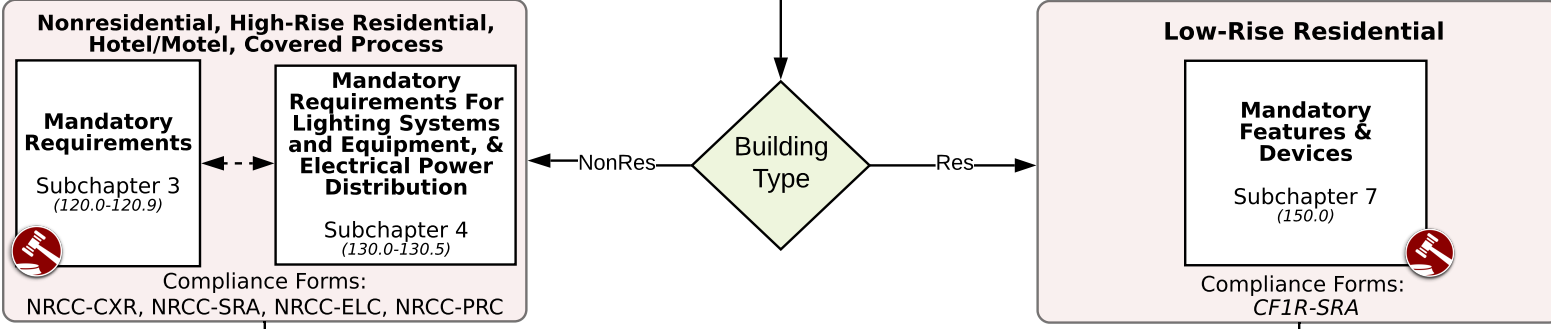 Nonresidential, High-Rise Residential,
Hotel/Motel, Covered Process
Mandatory
Requirements
Subchapter 3
(120.0-120.9)
Mandatory
Requirements For
Lighting Systems
and Equipment, &
Electrical Power
Distribution
Subchapter 4
(130.0-130.5)
Compliance Forms:
NRCC-CXR, NRCC-SRA, NRCC-ELC, NRCC-PRC
NonRes
Building
Type
Res
Low-Rise Residential
Mandatory
Features &
Devices
Subchapter 7
(150.0)
Compliance Forms:
CF1R-SRA